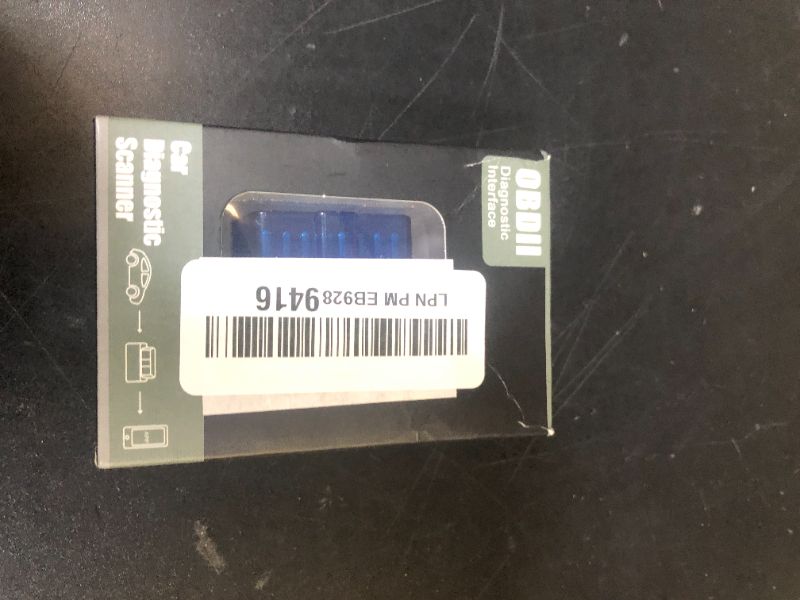 OBDII
Diagnostic
Interface
LPN PM EB9289416
Car
Diagnostic
Scanner